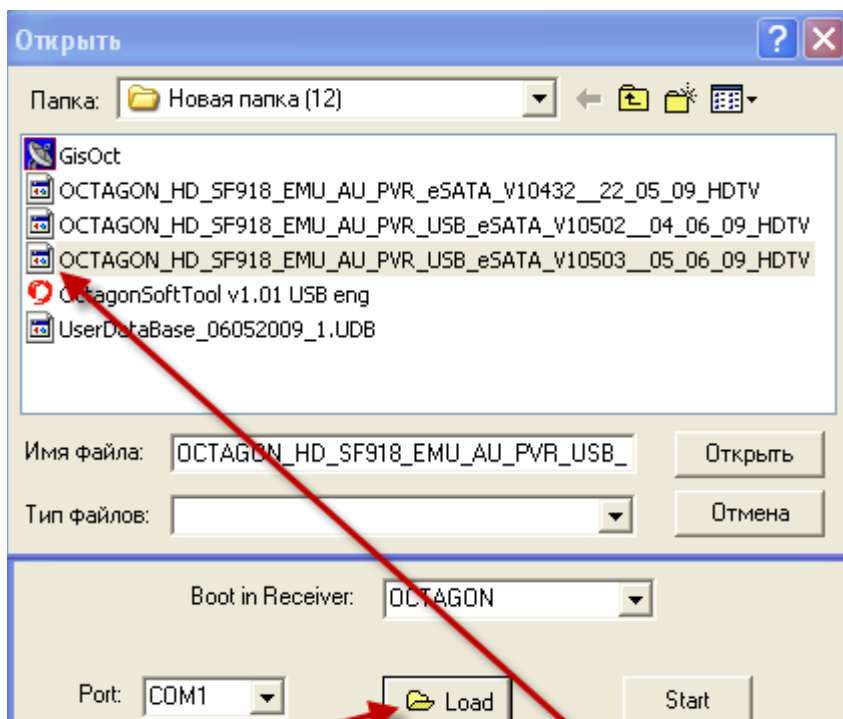 Открыть
Папка: Новая папка (12)
GisOct
OCTAGON_HD_SF918_EMU_AU_PVR_eSATA_V10432__22_05_09_HDTV
OCTAGON_HD_SF918_EMU_AU_PVR_USB_eSATA_V10502__04_06_09_HDTV
OCTAGON_HD_SF918_EMU_AU_PVR_USB_eSATA_V10503__05_06_09_HDTV
OctagonSoftTool v1.01 USB eng
UserDataBase_06052009_1.UDB
Имя файла: OCTAGON_HD_SF918_EMU_AU_PVR_USB_ Открыть
Тип файлов: Отмена
Boot in Receiver: OCTAGON
Port: COM1 Load Start